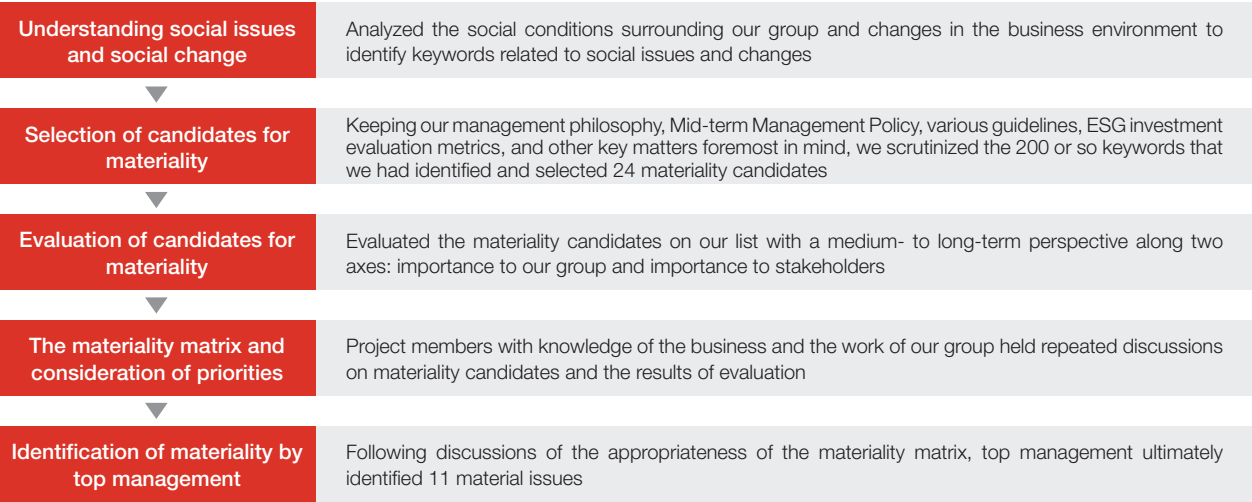 Understanding social issues
and social change
Analyzed the social conditions surrounding our group and changes in the business environment to
identify keywords related to social issues and changes
Selection of candidates for
materiality
Keeping our management philosophy, Mid-term Management Policy, various guidelines, ESG investment
evaluation metrics, and other key matters foremost in mind, we scrutinized the 200 or so keywords that
we had identified and selected 24 materiality candidates
Evaluation of candidates for
materiality
Evaluated the materiality candidates on our list with a medium- to long-term perspective along two
axes: importance to our group and importance to stakeholders
The materiality matrix and
consideration of priorities
Project members with knowledge of the business and the work of our group held repeated discussions
on materiality candidates and the results of evaluation
Identification of materiality by
top management
Following discussions of the appropriateness of the materiality matrix, top management ultimately
identified 11 material issues